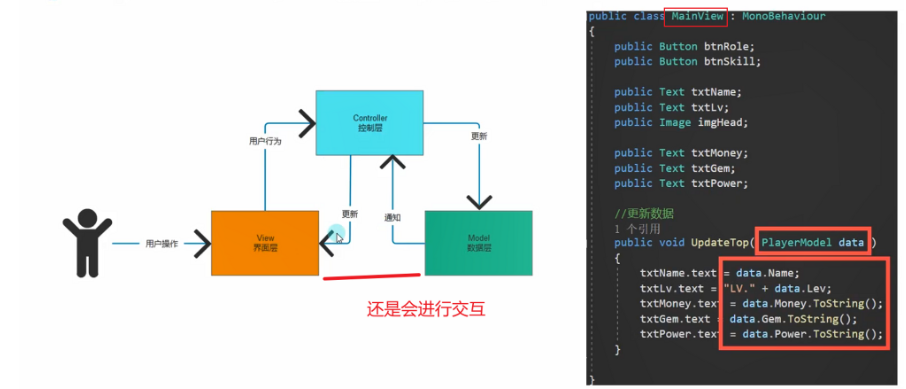 Controller
控制层
用户行为
更新
更新
通知
用户操作
View
界面层
Model
数据层
还是会进行交互
public class MainView : MonoBehaviour
{
public Button btnRole;
public Button btnSkill;
public Text txtName;
public Text txtLv;
public Image imgHead;
public Text txtMoney;
public Text txtGem;
public Text txtPower;
//更新数据
1 个引用
public void UpdateTop( PlayerModel data )
{
txtName.text = data.Name;
txtLv.text = "LV." + data.Lev;
txtMoney.text = data.Money.ToString();
txtGem.text = data.Gem.ToString();
txtPower.text = data.Power.ToString();
}
}